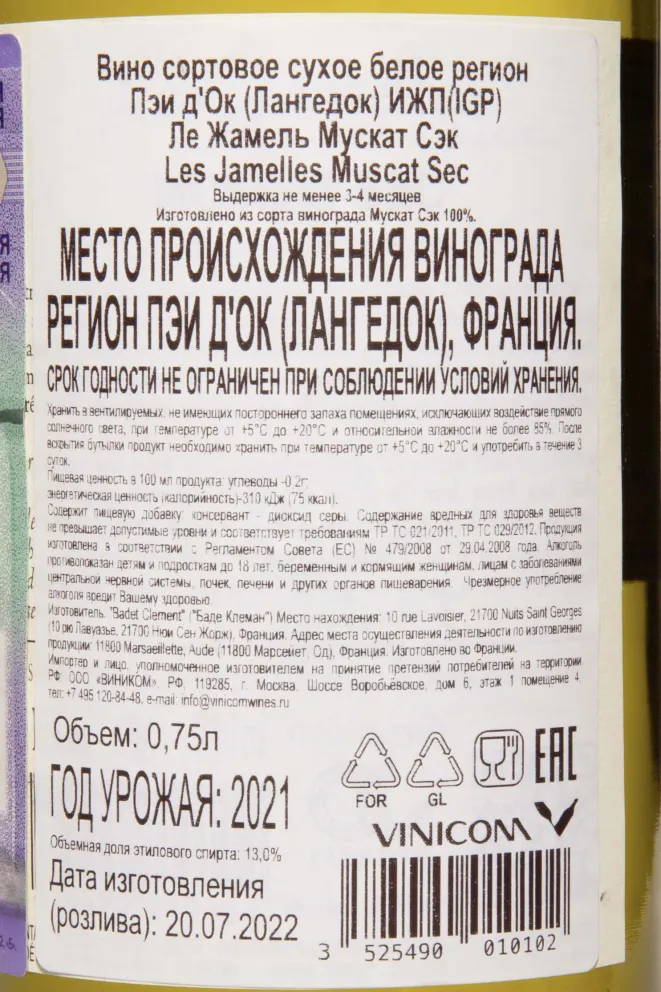 Вино сортовое сухое белое регион
Пэи д'Ок (Лангедок) ИЖП(IGP)
Ле Жамель Мускат Сэк
Les Jamelles Muscat Sec
Выдержка не менее 3-4 месяцев
Изготовлено из сорта винограда Мускат Сэк 100%.
МЕСТО ПРОИСХОЖДЕНИЯ ВИНОГРАДА
РЕГИОН ПЭИ Д'ОК (ЛАНГЕДОК), ФРАНЦИЯ.
СРОК ГОДНОСТИ НЕ ОГРАНИЧЕН ПРИ СОБЛЮДЕНИИ УСЛОВИЙ ХРАНЕНИЯ.
Хранить в вентилируемых, не имеющих постороннего запаха помещениях, исключающих воздействие прямого
солнечного света, при температуре от +5°С до +20°С и относительной влажности не более 85%. После
вскрытия бутылки продукт необходимо хранить при температуре от +5°С до +20°С и употребить в течение 3
суток.
Пищевая ценность в 100 мл продукта: углеводы -0.2г;
энергетическая ценность (калорийность)-310 кДж (75 ккал).
Содержит пищевую добавку: консервант - диоксид серы. Содержание вредных для здоровья веществ
не превышает допустимые уровни и соответствует требованиям ТР ТС 021/2011, ТР ТС 029/2012. Продукция
изготовлена в соответствии с Регламентом Совета (ЕС) № 479/2008 от 29.04.2008 года. Алкоголь
противопоказан детям и подросткам до 18 лет, беременным и кормящим женщинам, лицам с заболеваниями
центральной нервной системы, почек, печени и других органов пищеварения. Чрезмерное употребление
алкоголя вредит Вашему здоровью.
Изготовитель: "Badet Clement" ("Баде Клеман") Место нахождения: 10 rue Lavoisier, 21700 Nuits Saint Georges
(10 рю Лавуазье, 21700 Нюи Сен Жорж), Франция. Адрес места осуществления деятельности по изготовлению
продукции: 11800 Marsaeillette, Aude (11800 Марсейет, Од), Франция. Изготовлено во Франции.
Импортер и лицо, уполномоченное изготовителем на принятие претензий потребителей на территории
РФ: ООО «ВИНИКОМ», РФ, 119285, г. Москва, Шоссе Воробьёвское, дом 6, этаж 1 помещение 4,
тел: +7 495 120-84-48, e-mail: info@vinicomwines.ru
Объем: 0,75л
ГОД УРОЖАЯ: 2021
FOR GL
EAC
VINICOM
Объемная доля этилового спирта: 13,0%
Дата изготовления
(розлива): 20.07.2022
3 525490 010102